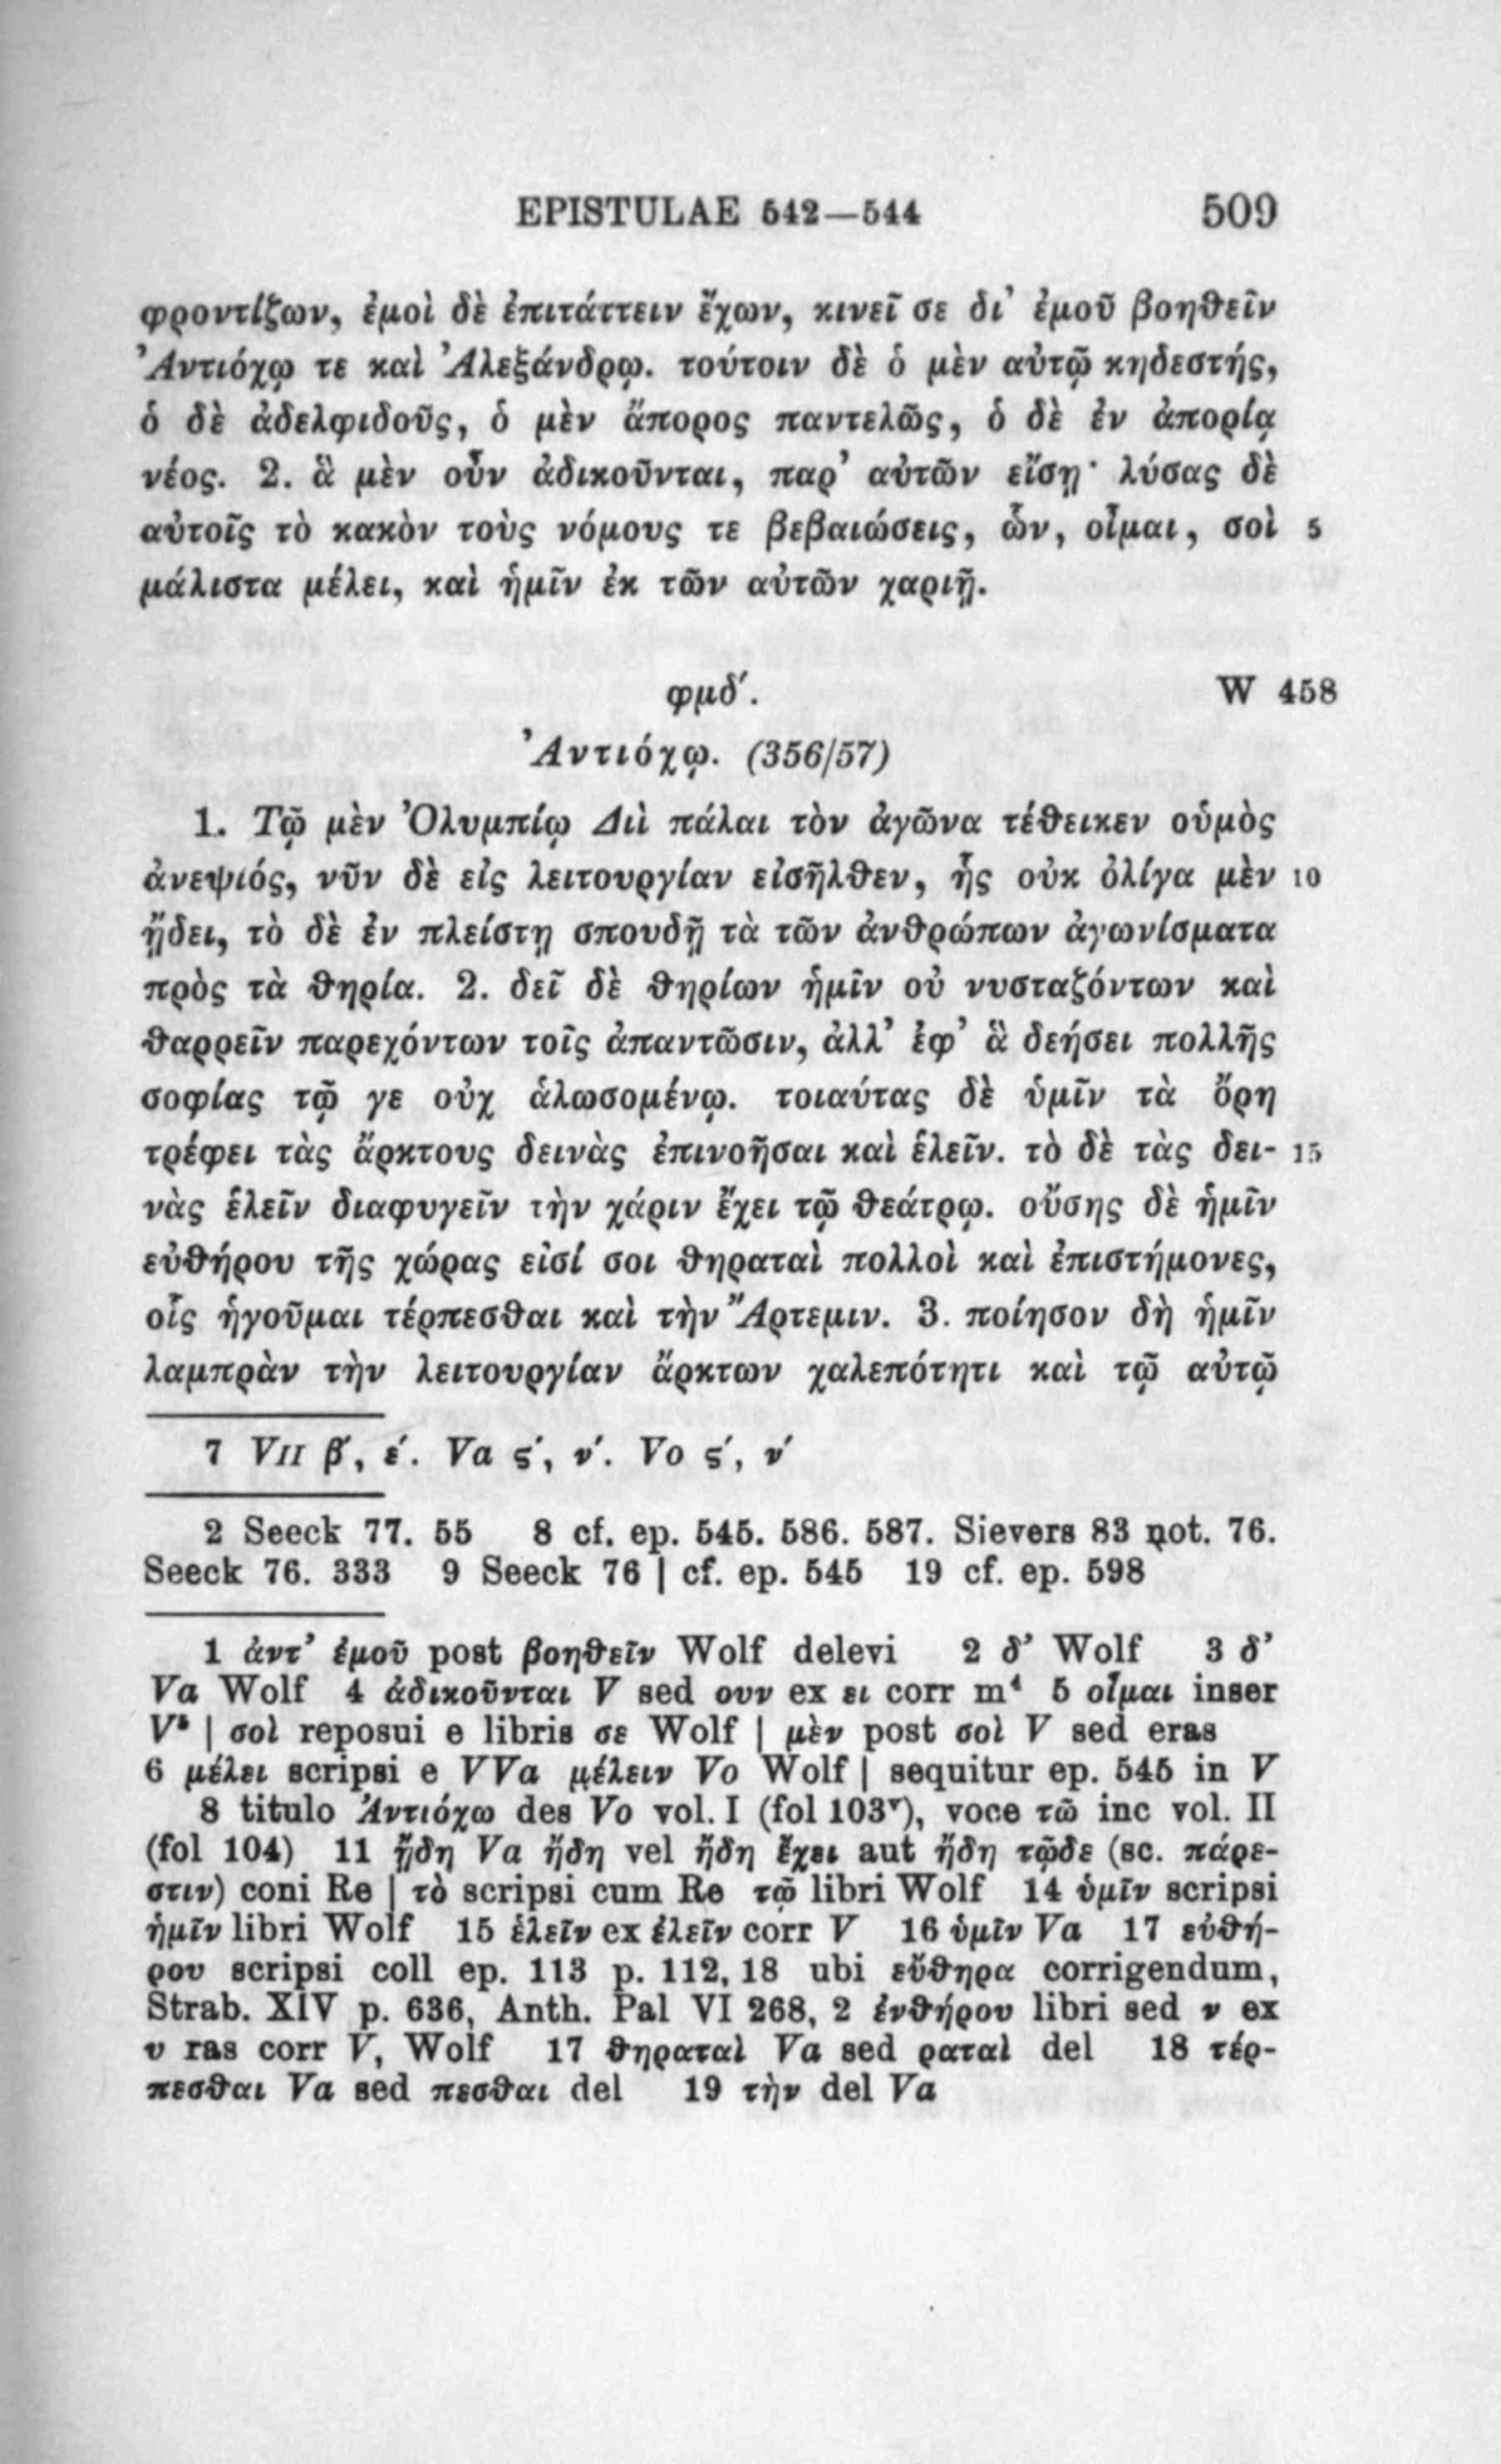 EPISTULAE 542—544 509
φροντίζων, ἐμοὶ δὲ ἐπιτάττειν ἔχων, κινεῖ σε δι᾽ ἐμοῦ βοηθεῖν
Ἀντιόχῳ τε καὶ Ἀλεξάνδρῳ. τούτοιν δὲ ὁ μὲν αὐτῷ κηδεστής,
ὁ δὲ ἀδελφιδοῦς, ὁ μὲν ἄπορος παντελῶς, ὁ δὲ ἐν ἀπορίᾳ
νέος. 2. ἃ μὲν οὖν ἀδικοῦνται, παρ᾽ αὐτῶν εἴσῃ· λύσας δὲ
αὐτοῖς τὸ κακὸν τοὺς νόμους τε βεβαιώσεις, ὧν, οἶμαι, σοὶ 5
μάλιστα μέλει, καὶ ἡμῖν ἐκ τῶν αὐτῶν χαριῇ.
φμδ´. W 458
Ἀντιόχῳ. (356/57)
1. Τῷ μὲν Ὀλυμπίῳ Διὶ πάλαι τὸν ἀγῶνα τέθεικεν οὑμὸς
ἀνεψιός, νῦν δὲ εἰς λειτουργίαν εἰσῆλθεν, ἧς οὐκ ὀλίγα μὲν 10
ᾔδει, τὸ δὲ ἐν πλείστῃ σπουδῇ τὰ τῶν ἀνθρώπων ἀγωνίσματα
πρὸς τὰ θηρία. 2. δεῖ δὲ θηρίων ἡμῖν οὐ νυσταζόντων καὶ
θαρρεῖν παρεχόντων τοῖς ἀπαντῶσιν, ἀλλ᾽ ἐφ᾽ ἃ δεήσει πολλῆς
σοφίας τῷ γε οὐχ ἁλωσομένῳ. τοιαύτας δὲ ὑμῖν τὰ ὄρη
τρέφει τὰς ἄρκτους δεινὰς ἐπινοῆσαι καὶ ἑλεῖν. τὸ δὲ τὰς δει- 15
νὰς ἑλεῖν διαφυγεῖν τὴν χάριν ἔχει τῷ θεάτρῳ. οὔσης δὲ ἡμῖν
εὐθήρου τῆς χώρας εἰσί σοι θηραταὶ πολλοὶ καὶ ἐπιστήμονες,
οἷς ἡγοῦμαι τέρπεσθαι καὶ τὴν Ἄρτεμιν. 3. ποίησον δὴ ἡμῖν
λαμπρὰν τὴν λειτουργίαν ἄρκτων χαλεπότητι καὶ τῷ αὐτῷ
7 VII β´, ε´. Va ς´, ν´. Vo ς´, ν´
2 Seeck 77. 55 8 cf. ep. 545. 586. 587. Sievers 83 not. 76.
Seeck 76. 333 9 Seeck 76 | cf. ep. 545 19 cf. ep. 598
1 ἀντ᾽ ἐμοῦ post βοηθεῖν Wolf delevi 2 δ᾽ Wolf 3 δ᾽
Va Wolf 4 ἀδικοῦνται V sed ουν ex ει corr m⁴ 5 οἶμαι inser
V⁵ | σοὶ reposui e libris σε Wolf | μὲν post σοὶ V sed eras
6 μέλει scripsi e VVa μέλειν Vo Wolf | sequitur ep. 545 in V
8 titulo Ἀντιόχω des Vo vol. I (fol 103ᵛ), voce τῶ inc vol. II
(fol 104) 11 ᾔδη Va ἤδη vel ἤδη ἔχει aut ἤδη τῷδε (sc. πάρε-
στιν) coni Re | τὸ scripsi cum Re τῷ libri Wolf 14 ὑμῖν scripsi
ἡμῖν libri Wolf 15 ἑλεῖν ex ἐλεῖν corr V 16 ὑμῖν Va 17 εὐθή-
ρου scripsi coll ep. 113 p. 112, 18 ubi εὔθηρα corrigendum,
Strab. XIV p. 636, Anth. Pal VI 268, 2 ἐνθήρου libri sed ν ex
υ ras corr V, Wolf 17 θηραταὶ Va sed ραταὶ del 18 τέρ-
πεσθαι Va sed πεσθαι del 19 τὴν del Va